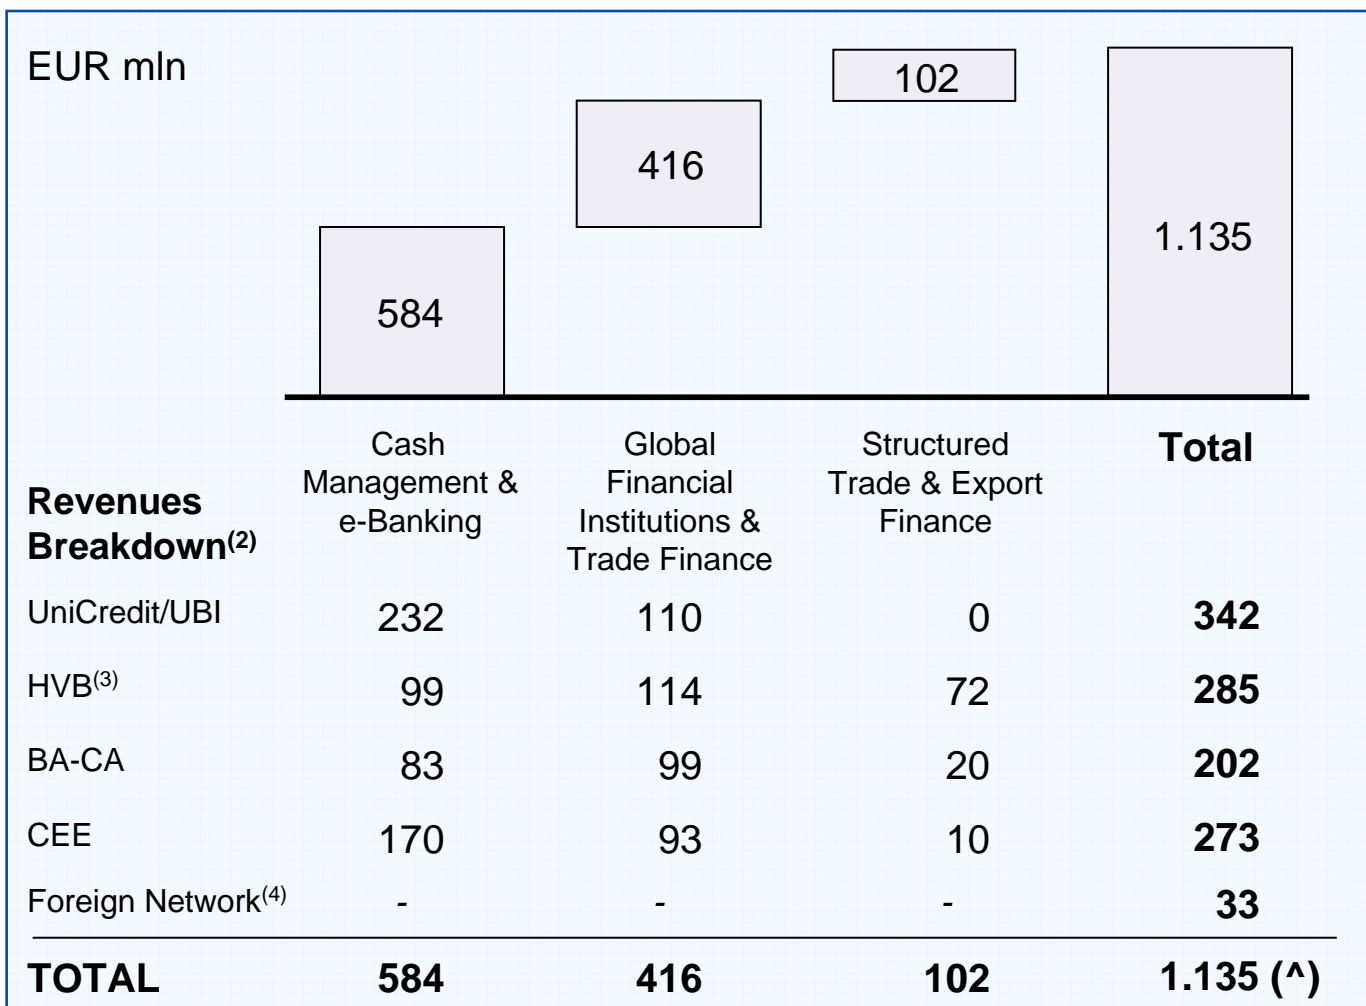 EUR mln
102
416
1.135
584
Cash
Management &
e-Banking
Global
Financial
Institutions &
Trade Finance
Structured
Trade & Export
Finance
Total
Revenues
Breakdown(2)
UniCredit/UBI 232 110 0 342
HVB(3) 99 114 72 285
BA-CA 83 99 20 202
CEE 170 93 10 273
Foreign Network(4) - - - 33
TOTAL 584 416 102 1.135 (^)